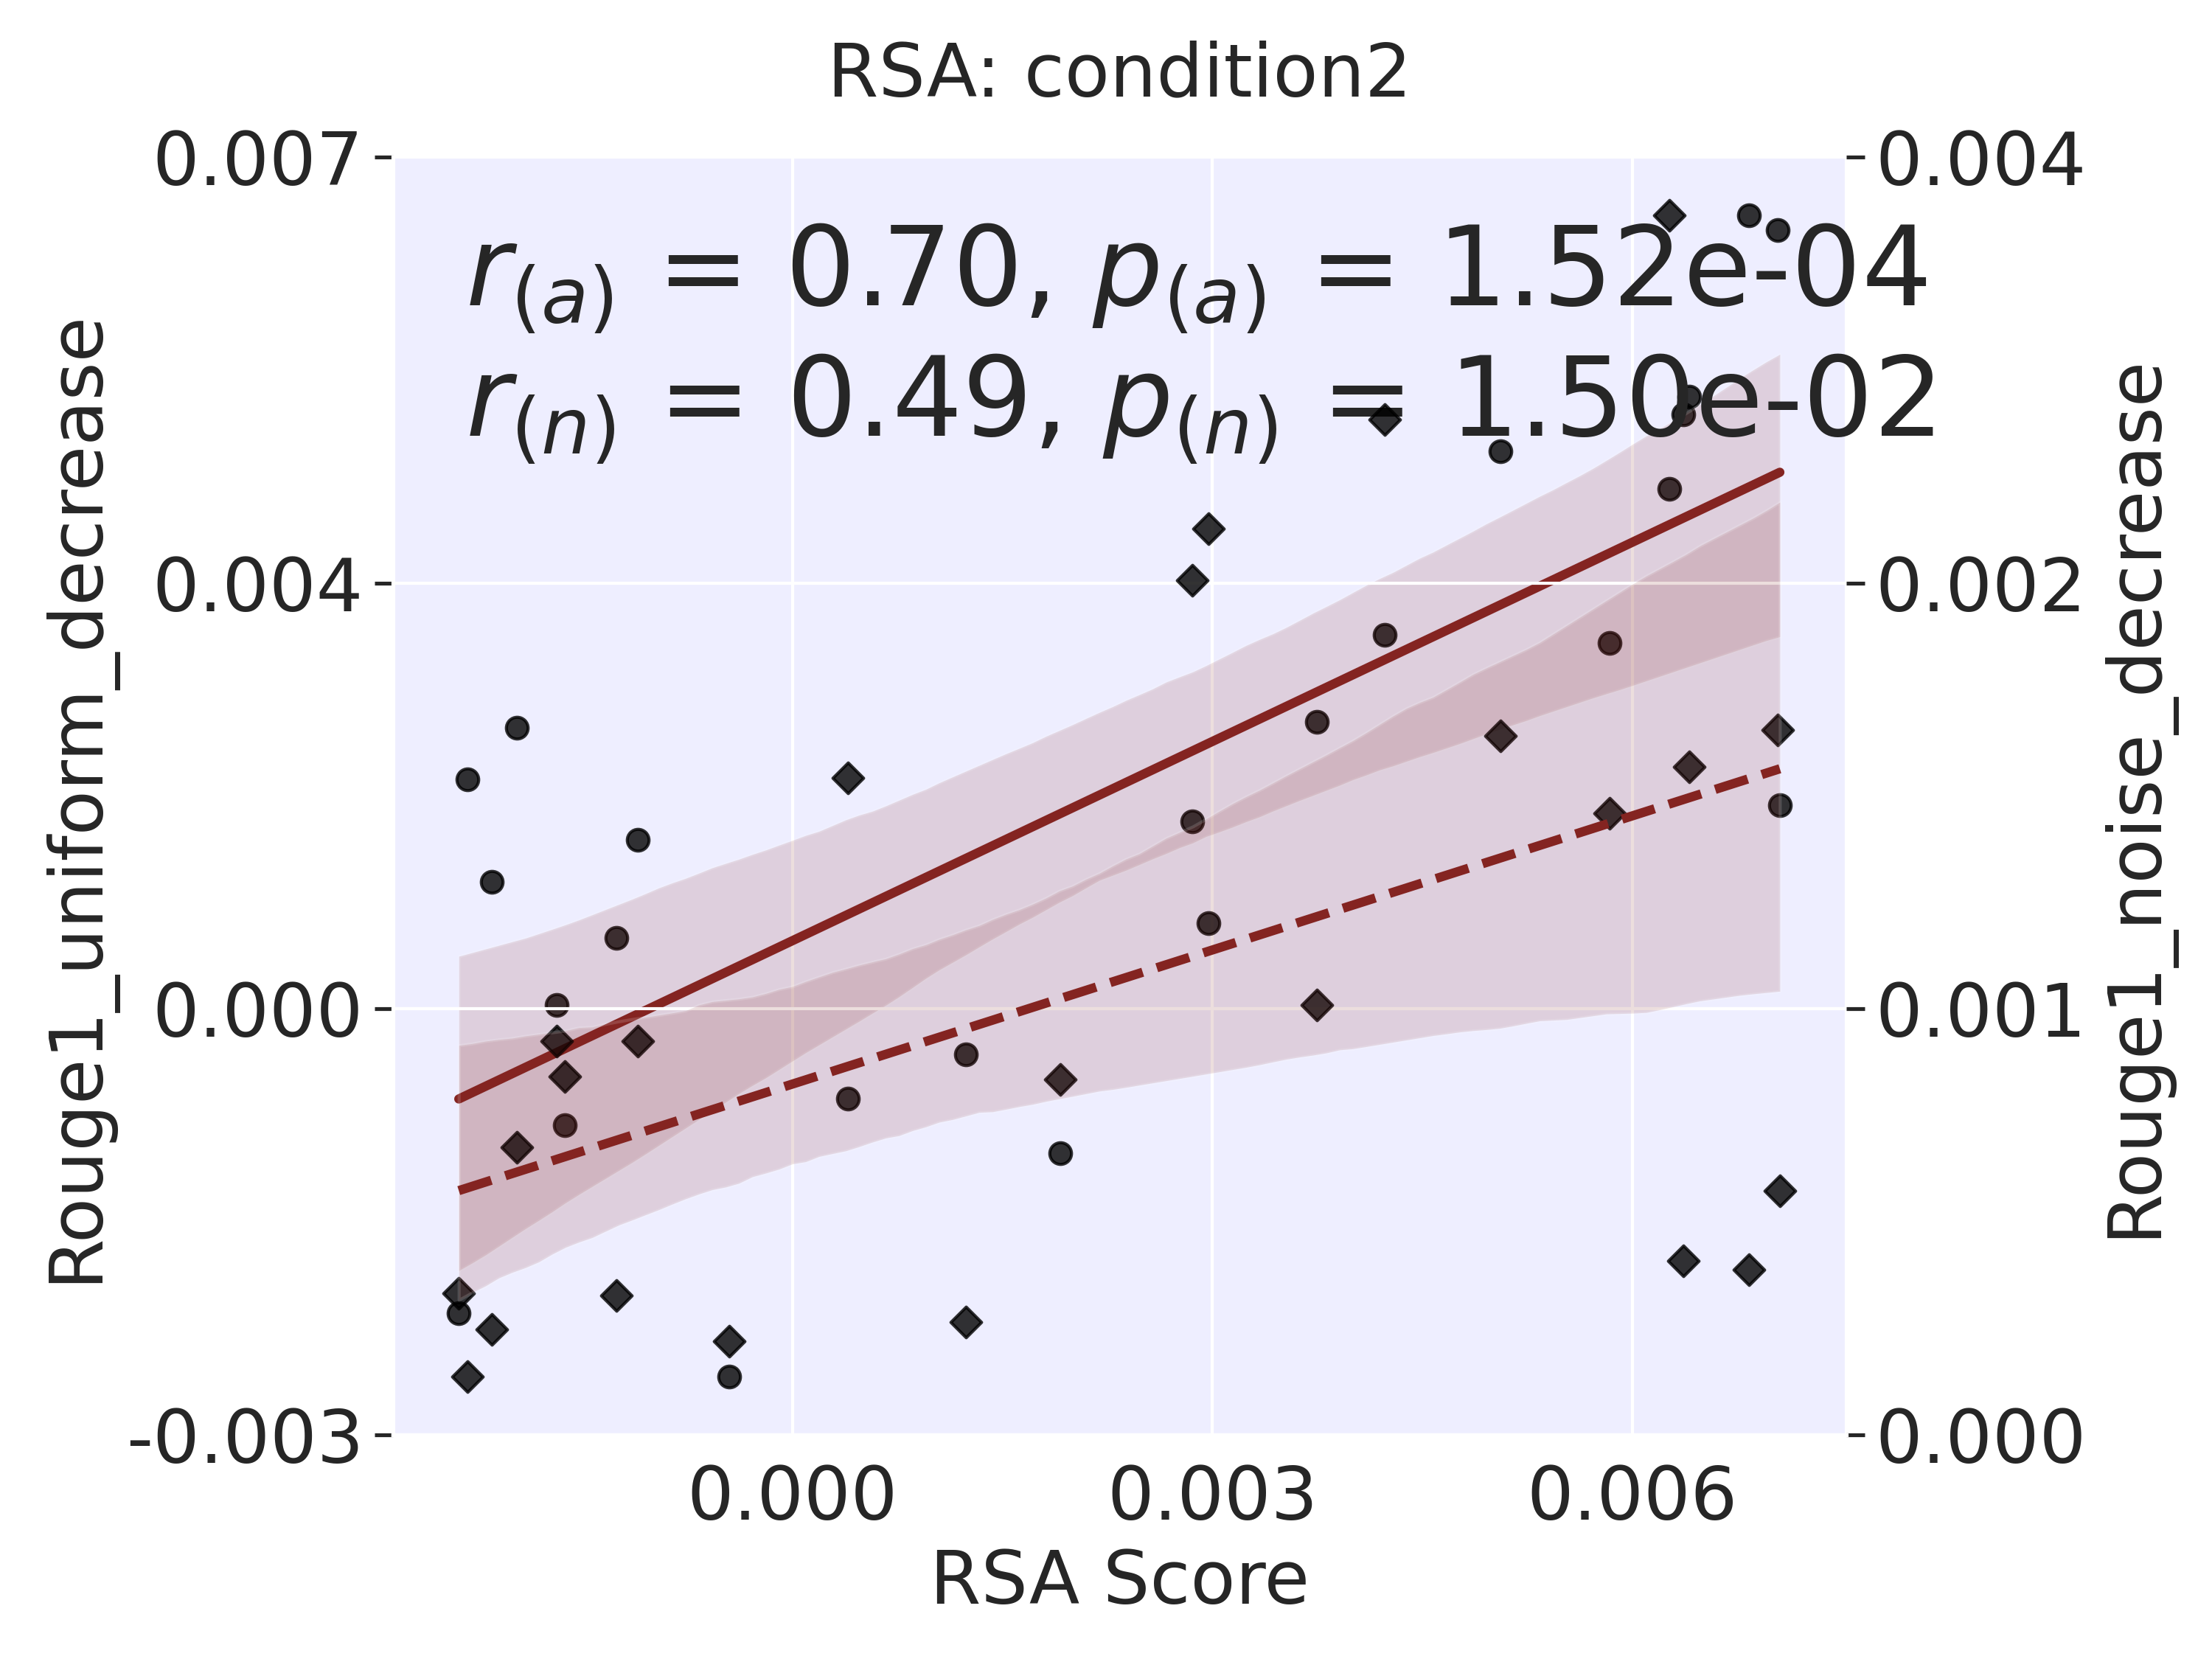 RSA: condition2
0.007
0.004
0.000
-0.003
Rouge1_uniform_decrease
r(a) = 0.70, p(a) = 1.52e-04
r(n) = 0.49, p(n) = 1.50e-02
0.004
0.002
0.001
0.000
Rouge1_noise_decrease
0.000 0.003 0.006
RSA Score